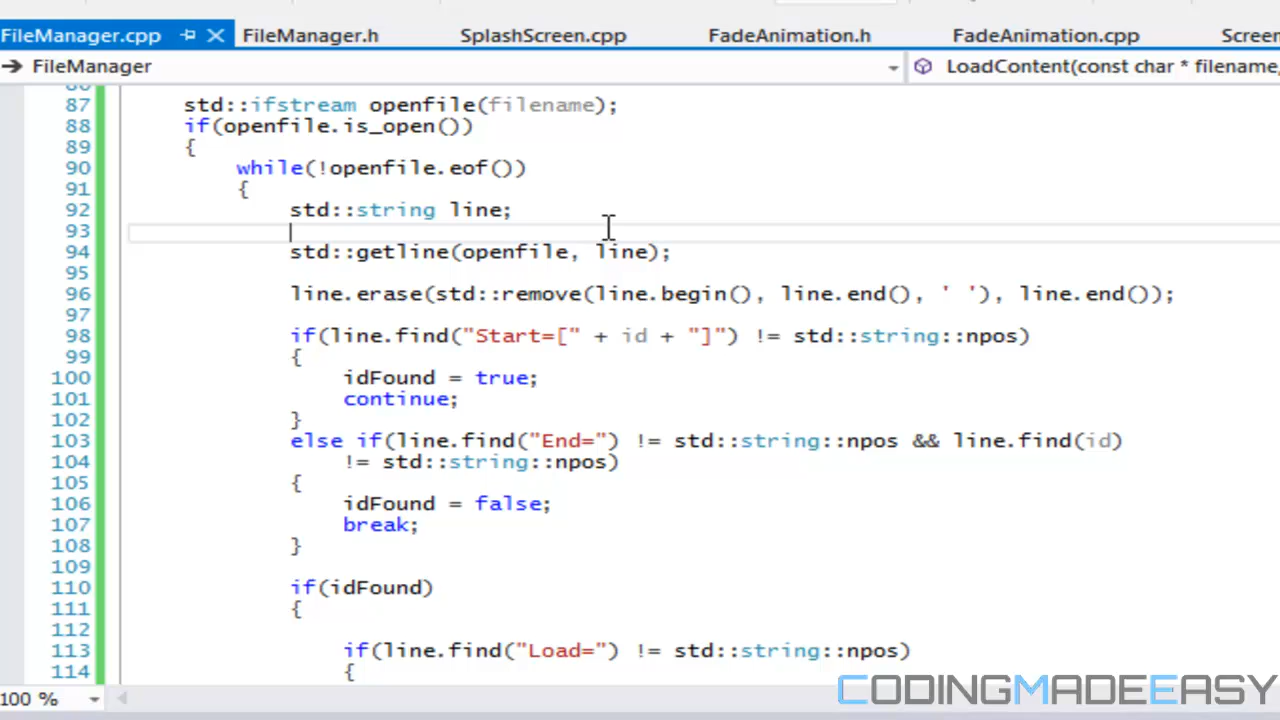 FileManager.cpp FileManager.h SplashScreen.cpp FadeAnimation.h FadeAnimation.cpp Screen
FileManager LoadContent(const char * filename,
87 std::ifstream openfile(filename);
88 if(openfile.is_open())
89 {
90 while(!openfile.eof())
91 {
92 std::string line;
93
94 std::getline(openfile, line);
95
96 line.erase(std::remove(line.begin(), line.end(), ' '), line.end());
97
98 if(line.find("Start=[" + id + "]") != std::string::npos)
99 {
100 idFound = true;
101 continue;
102 }
103 else if(line.find("End=") != std::string::npos && line.find(id)
104 != std::string::npos)
105 {
106 idFound = false;
107 break;
108 }
109
110 if(idFound)
111 {
112
113 if(line.find("Load=") != std::string::npos)
114 {
100 %
CODINGMADEEASY